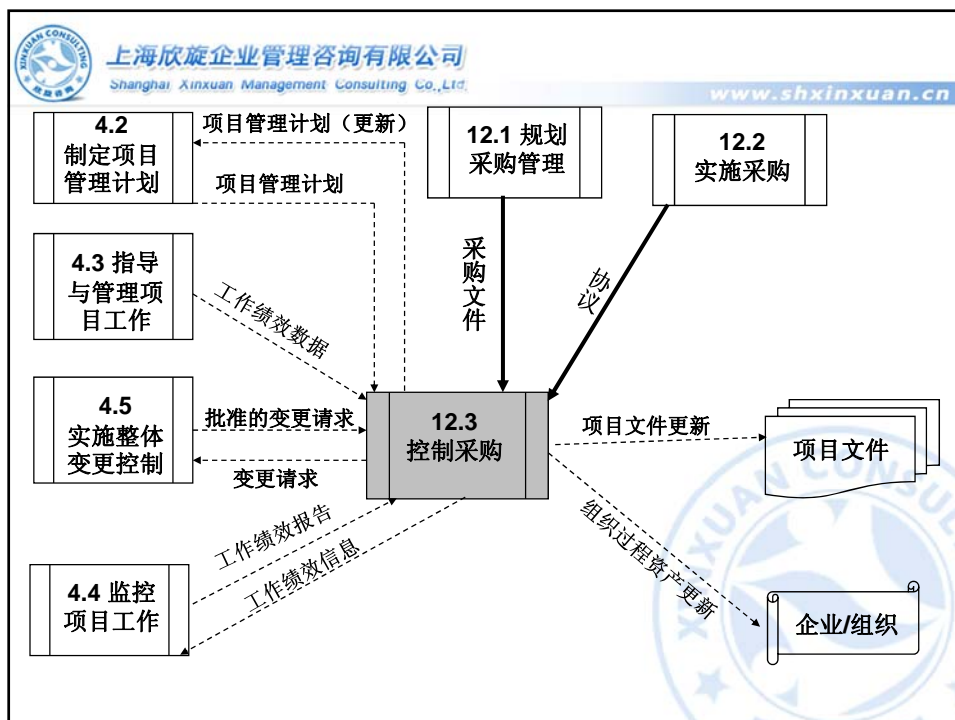 XINXUAN CONSULTING
欣旋咨询
上海欣旋企业管理咨询有限公司
Shanghai Xinxuan Management Consulting Co.,Ltd.
www.shxinxuan.cn
4.2
制定项目
管理计划
项目管理计划（更新）
项目管理计划
12.1 规划
采购管理
12.2
实施采购
4.3 指导
与管理项
目工作
工作绩效数据
采购文件
协议
4.5
实施整体
变更控制
批准的变更请求
变更请求
12.3
控制采购
项目文件更新
项目文件
工作绩效报告
工作绩效信息
组织过程资产更新
4.4 监控
项目工作
企业/组织
XINXUAN CONSUL